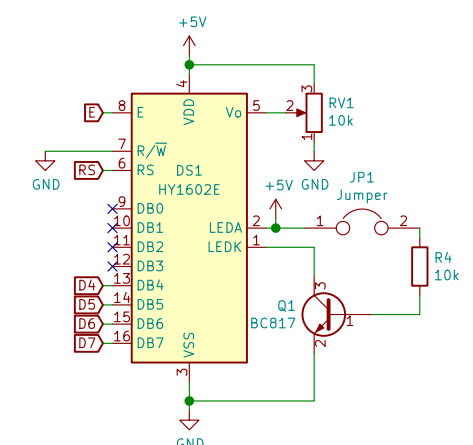 +5V
4
VDD
3
RV1
10k
E
8
E
Vo
5
2
1
7
R/W
GND
RS
6
RS
DS1
HY1602E
GND
+5V
JP1
Jumper
9
DB0
10
DB1
LEDA
2
1
2
11
DB2
LEDK
1
12
DB3
R4
10k
D4
13
DB4
3
D5
14
DB5
Q1
BC817
1
D6
15
DB6
D7
16
DB7
VSS
2
3
GND